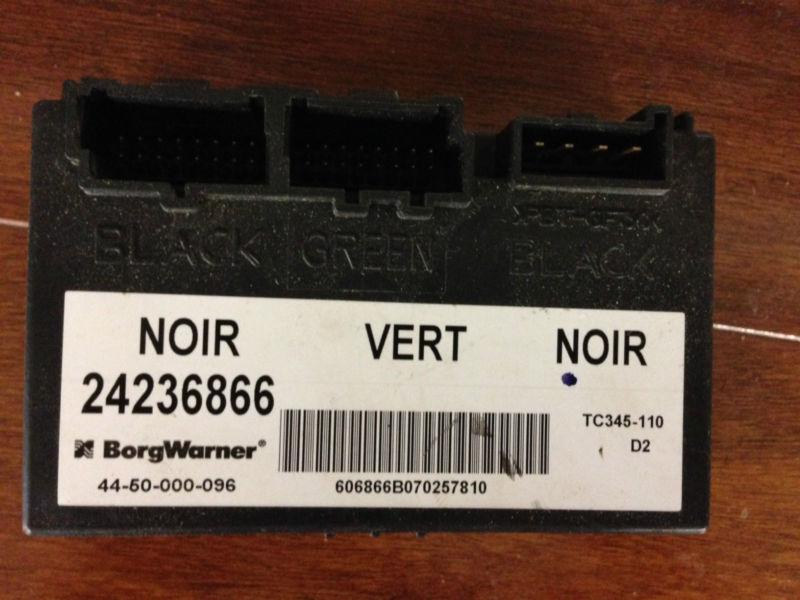 BLACK GREEN BLACK
NOIR VERT NOIR
24236866
TC345-110
BorgWarner®
D2
44-50-000-096
606866B070257810